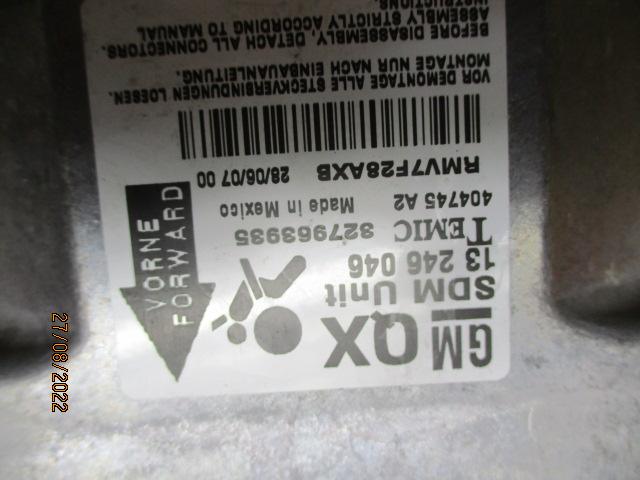 GM QX
SDM Unit
13 246 046
TEMIC 327963935
404745 A2 Made in Mexico
VORNE
FORWARD
RMV7F28AXB 28/06/07 00
VOR DEMONTAGE ALLE STECKVERBINDUNGEN LOESEN.
MONTAGE NUR NACH EINBAUANLEITUNG.
BEFORE DISASSEMBLY, DETACH ALL CONNECTORS.
ASSEMBLY STRICTLY ACCORDING TO MANUAL
INSTRUCTIONS.
27/08/2022